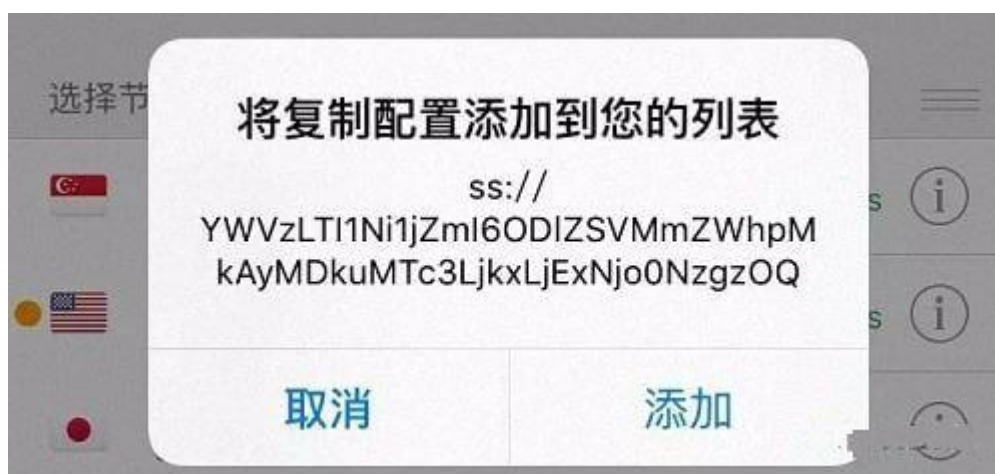 选择节
将复制配置添加到您的列表
ss://
YWVzLTI1Ni1jZmI6ODlZSVMmZWhpM
kAyMDkuMTc3LjkxLjExNjo0NzgzOQ
s
s
取消
添加